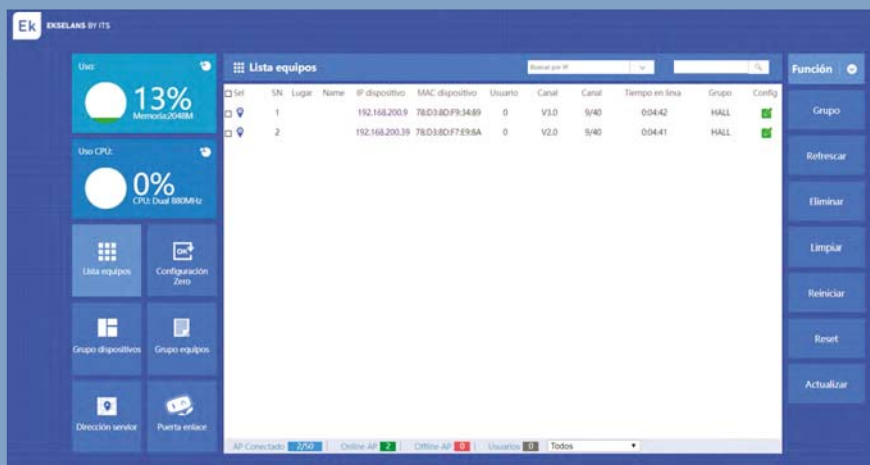 Ek EKSELANS BY ITS
Uso:
13%
Memoria:2048M
Uso CPU:
0%
CPU: Dual 880MHz
Lista equipos
Configuración Zero
Grupo dispositivos
Grupo equipos
Dirección servior
Puerta enlace
Lista equipos
Buscar por IP
Sel SN Lugar Name IP dispositivo MAC dispositivo Usuario Canal Canal Tiempo en linea Grupo Config
1 192.168.200.9 78:D3:8D:F9:34:89 0 V3.0 9/40 0:04:42 HALL
2 192.168.200.39 78:D3:8D:F7:E9:8A 0 V2.0 9/40 0:04:41 HALL
AP Conectado 2/50 Online AP 2 Offline AP 0 Usuarios 0 Todos
Función
Grupo
Refrescar
Eliminar
Limpiar
Reiniciar
Reset
Actualizar